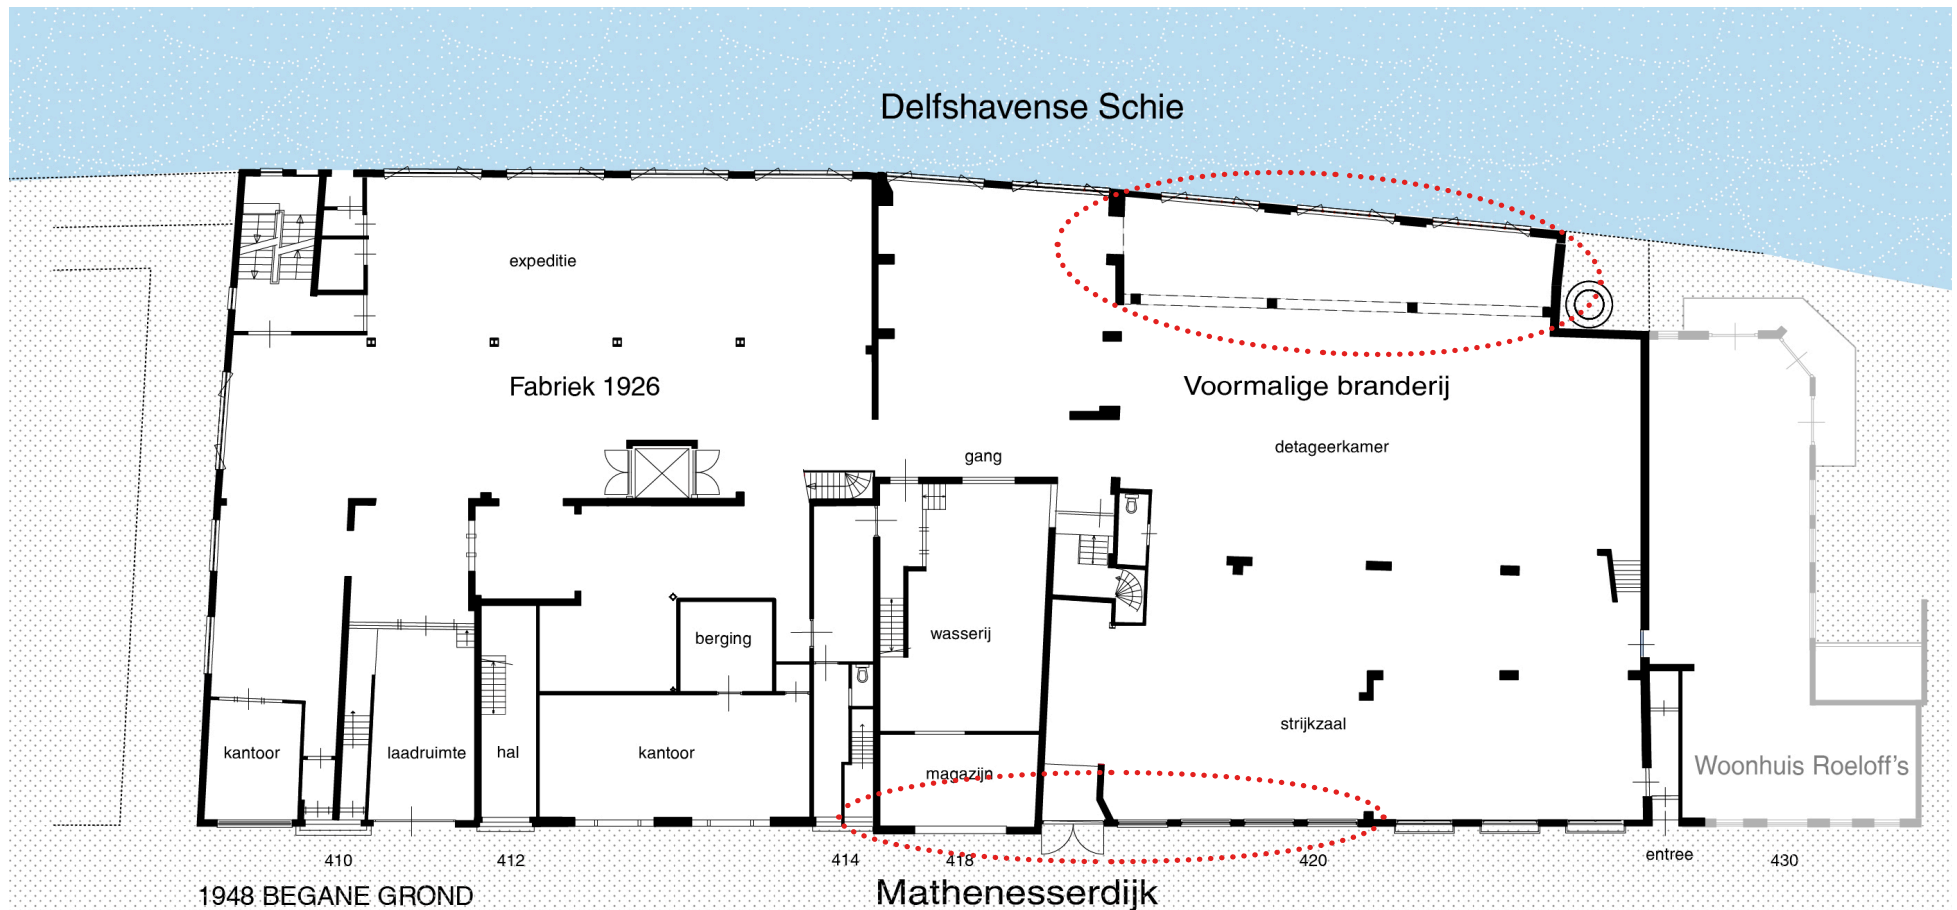 Delfshavense Schie
expeditie
Fabriek 1926
Voormalige branderij
detageerkamer
gang
wasserij
berging
strijkzaal
kantoor
laadruimte
hal
kantoor
magazijn
Woonhuis Roeloff's
410
412
414
418
420
entree
430
1948 BEGANE GROND
Mathenesserdijk